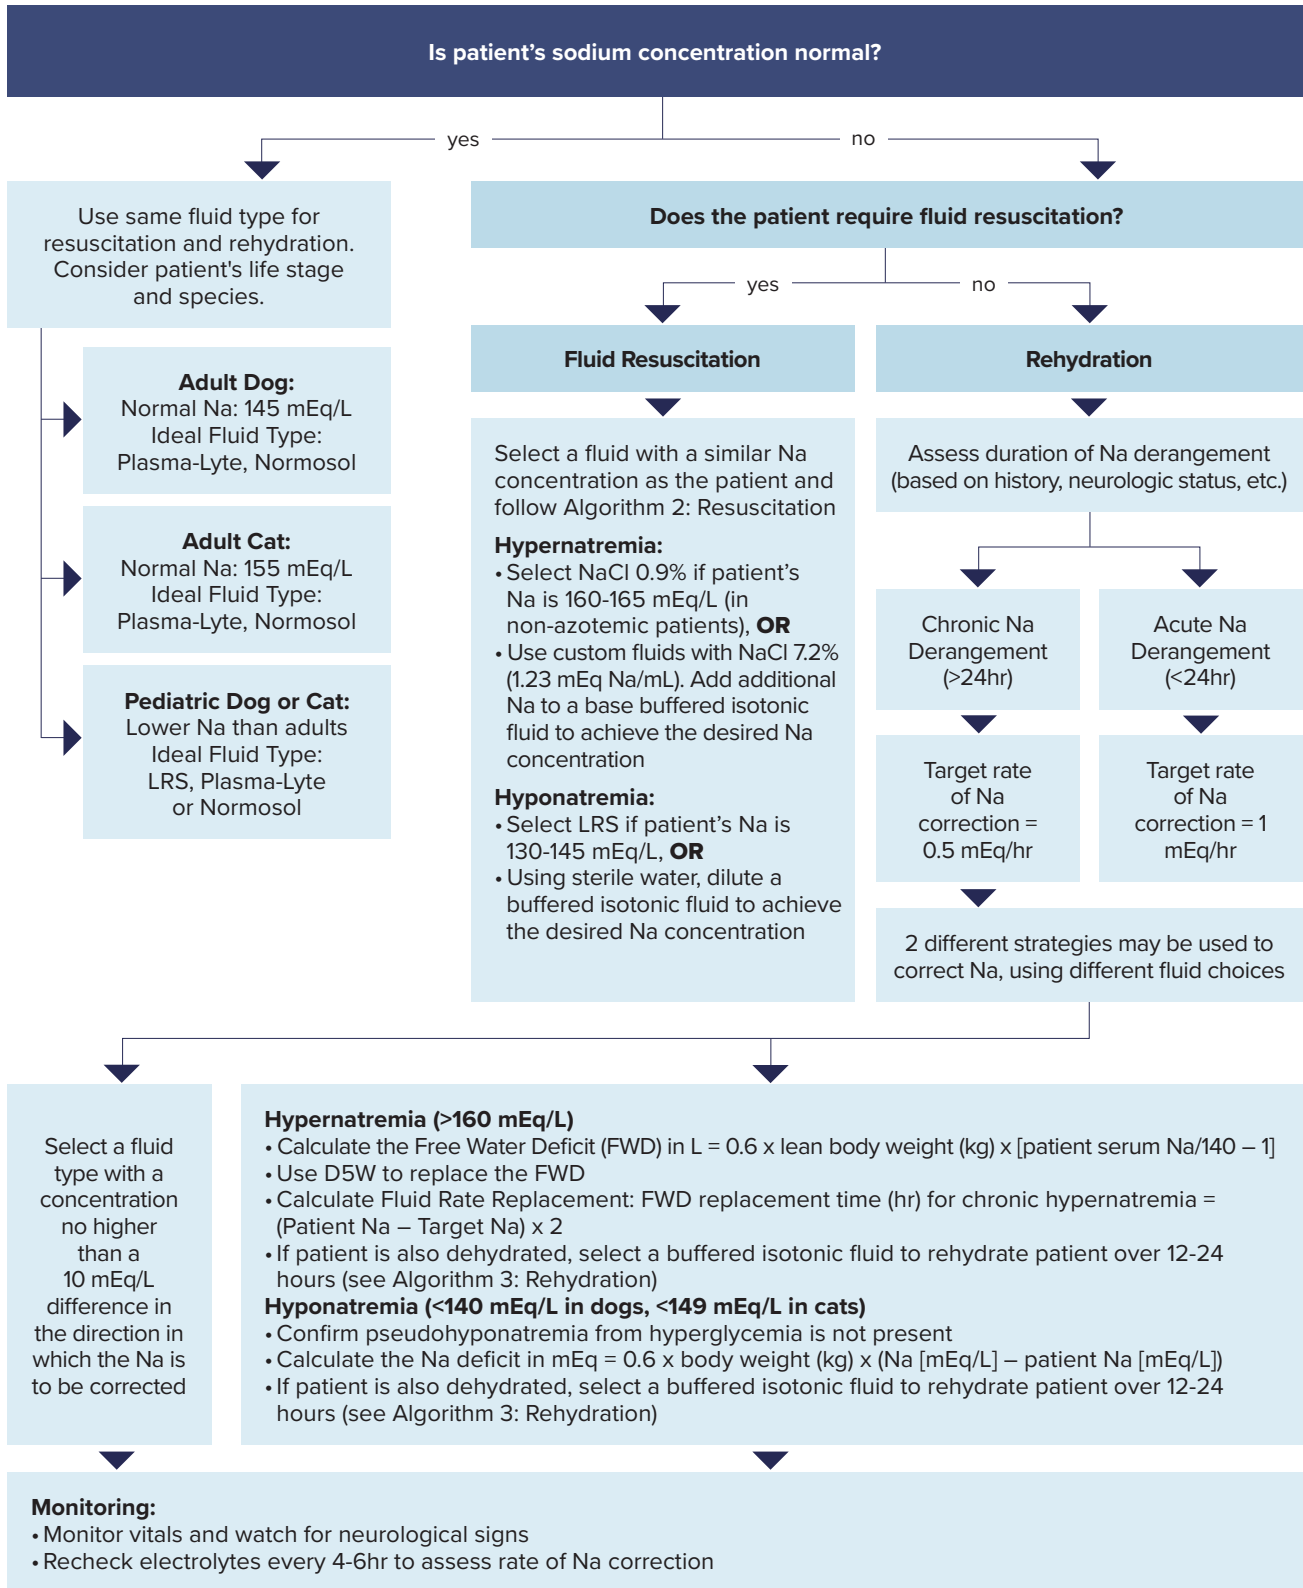 Is patient's sodium concentration normal?
yes
no
Use same fluid type for
resuscitation and rehydration.
Consider patient's life stage
and species.
Adult Dog:
Normal Na: 145 mEq/L
Ideal Fluid Type:
Plasma-Lyte, Normosol
Adult Cat:
Normal Na: 155 mEq/L
Ideal Fluid Type:
Plasma-Lyte, Normosol
Pediatric Dog or Cat:
Lower Na than adults
Ideal Fluid Type:
LRS, Plasma-Lyte
or Normosol
Does the patient require fluid resuscitation?
yes
no
Fluid Resuscitation
Select a fluid with a similar Na
concentration as the patient and
follow Algorithm 2: Resuscitation
Hypernatremia:
• Select NaCl 0.9% if patient's
Na is 160-165 mEq/L (in
non-azotemic patients), OR
• Use custom fluids with NaCl 7.2%
(1.23 mEq Na/mL). Add additional
Na to a base buffered isotonic
fluid to achieve the desired Na
concentration
Hyponatremia:
• Select LRS if patient's Na is
130-145 mEq/L, OR
• Using sterile water, dilute a
buffered isotonic fluid to achieve
the desired Na concentration
Rehydration
Assess duration of Na derangement
(based on history, neurologic status, etc.)
Chronic Na
Derangement
(>24hr)
Acute Na
Derangement
(<24hr)
Target rate
of Na
correction =
0.5 mEq/hr
Target rate
of Na
correction = 1
mEq/hr
2 different strategies may be used to
correct Na, using different fluid choices
Select a fluid
type with a
concentration
no higher
than a
10 mEq/L
difference in
the direction in
which the Na is
to be corrected
Hypernatremia (>160 mEq/L)
• Calculate the Free Water Deficit (FWD) in L = 0.6 x lean body weight (kg) x [patient serum Na/140 – 1]
• Use D5W to replace the FWD
• Calculate Fluid Rate Replacement: FWD replacement time (hr) for chronic hypernatremia =
(Patient Na – Target Na) x 2
• If patient is also dehydrated, select a buffered isotonic fluid to rehydrate patient over 12-24
hours (see Algorithm 3: Rehydration)
Hyponatremia (<140 mEq/L in dogs, <149 mEq/L in cats)
• Confirm pseudohyponatremia from hyperglycemia is not present
• Calculate the Na deficit in mEq = 0.6 x body weight (kg) x (Na [mEq/L] – patient Na [mEq/L])
• If patient is also dehydrated, select a buffered isotonic fluid to rehydrate patient over 12-24
hours (see Algorithm 3: Rehydration)
Monitoring:
• Monitor vitals and watch for neurological signs
• Recheck electrolytes every 4-6hr to assess rate of Na correction